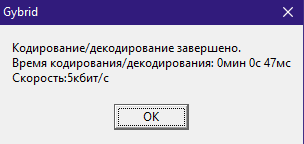 Gybrid
Кодирование/декодирование завершено.
Время кодирования/декодирования: 0мин 0с 47мс
Скорость:5кбит/с
OK